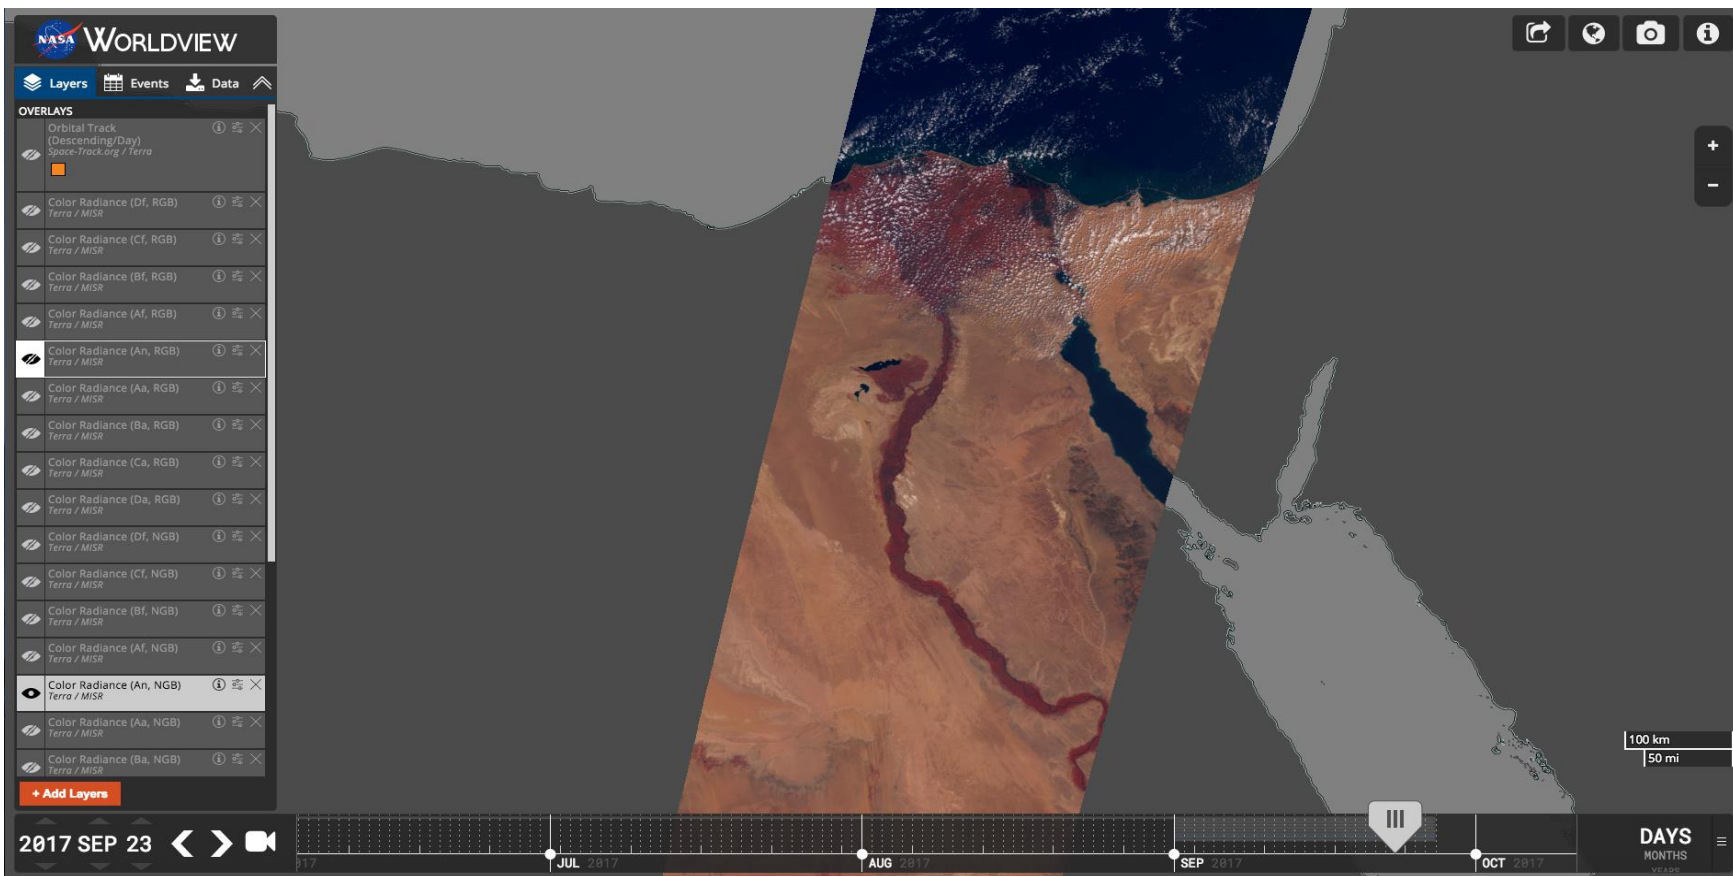 NASA WORLDVIEW
Layers Events Data
OVERLAYS
Orbital Track
(Descending/Day)
Space-Track.org / Terra
Color Radiance (Df, RGB)
Terra / MISR
Color Radiance (Cf, RGB)
Terra / MISR
Color Radiance (Bf, RGB)
Terra / MISR
Color Radiance (Af, RGB)
Terra / MISR
Color Radiance (An, RGB)
Terra / MISR
Color Radiance (Aa, RGB)
Terra / MISR
Color Radiance (Ba, RGB)
Terra / MISR
Color Radiance (Ca, RGB)
Terra / MISR
Color Radiance (Da, RGB)
Terra / MISR
Color Radiance (Df, NGB)
Terra / MISR
Color Radiance (Cf, NGB)
Terra / MISR
Color Radiance (Bf, NGB)
Terra / MISR
Color Radiance (Af, NGB)
Terra / MISR
Color Radiance (An, NGB)
Terra / MISR
Color Radiance (Aa, NGB)
Terra / MISR
Color Radiance (Ba, NGB)
Terra / MISR
+ Add Layers
100 km
50 mi
2017 SEP 23
JUL 2017
AUG 2017
SEP 2017
OCT 2017
DAYS
MONTHS
YEARS